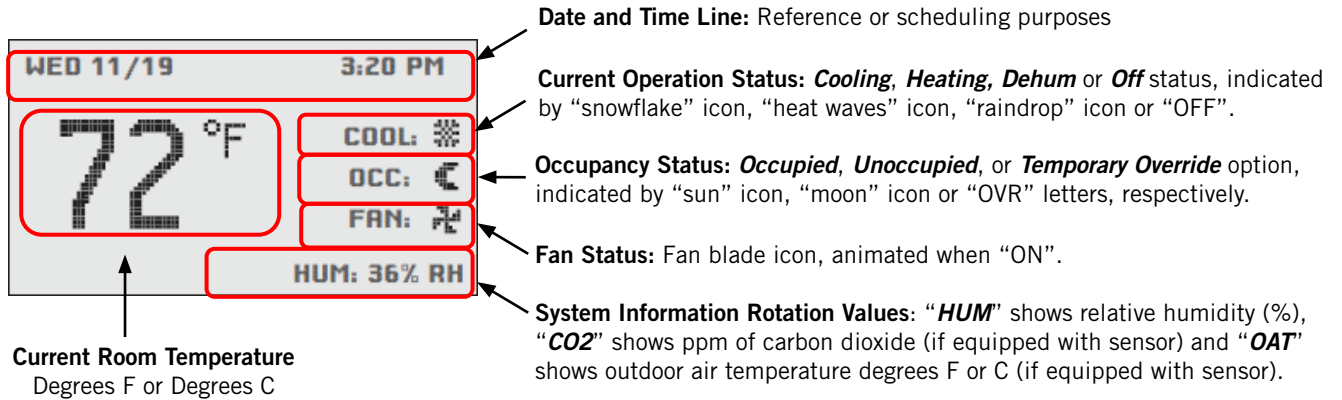 Date and Time Line: Reference or scheduling purposes
WED 11/19 3:20 PM
Current Operation Status: Cooling, Heating, Dehum or Off status, indicated
by “snowflake” icon, “heat waves” icon, “raindrop” icon or “OFF”.
72 °F
COOL:
Occupancy Status: Occupied, Unoccupied, or Temporary Override option,
indicated by “sun” icon, “moon” icon or “OVR” letters, respectively.
OCC:
FAN:
Fan Status: Fan blade icon, animated when “ON”.
HUM: 36% RH
System Information Rotation Values: “HUM” shows relative humidity (%),
“CO2” shows ppm of carbon dioxide (if equipped with sensor) and “OAT”
shows outdoor air temperature degrees F or C (if equipped with sensor).
Current Room Temperature
Degrees F or Degrees C